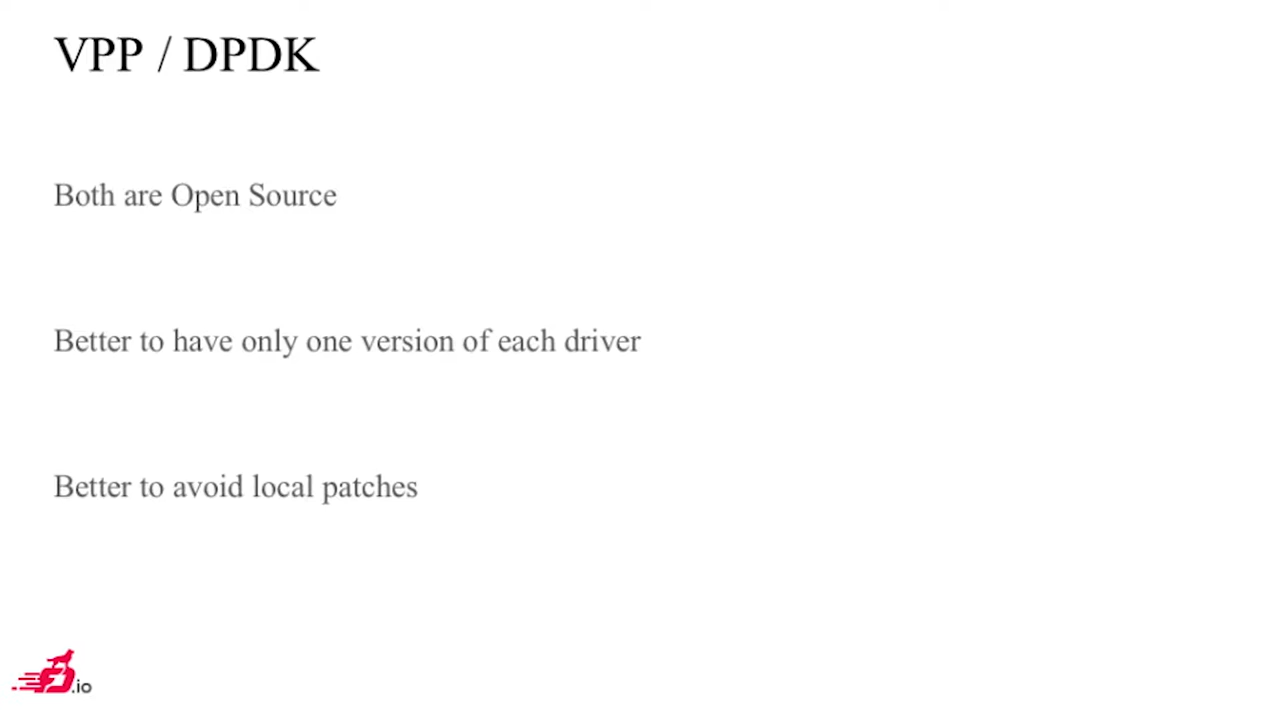 VPP / DPDK
Both are Open Source
Better to have only one version of each driver
Better to avoid local patches
.io